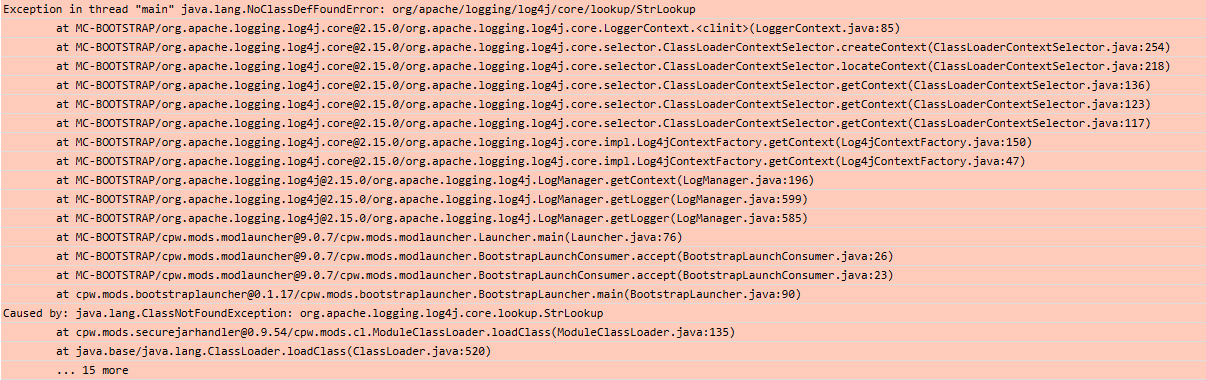 Exception in thread "main" java.lang.NoClassDefFoundError: org/apache/logging/log4j/core/lookup/StrLookup
at MC-BOOTSTRAP/org.apache.logging.log4j.core@2.15.0/org.apache.logging.log4j.core.LoggerContext.<clinit>(LoggerContext.java:85)
at MC-BOOTSTRAP/org.apache.logging.log4j.core@2.15.0/org.apache.logging.log4j.core.selector.ClassLoaderContextSelector.createContext(ClassLoaderContextSelector.java:254)
at MC-BOOTSTRAP/org.apache.logging.log4j.core@2.15.0/org.apache.logging.log4j.core.selector.ClassLoaderContextSelector.locateContext(ClassLoaderContextSelector.java:218)
at MC-BOOTSTRAP/org.apache.logging.log4j.core@2.15.0/org.apache.logging.log4j.core.selector.ClassLoaderContextSelector.getContext(ClassLoaderContextSelector.java:136)
at MC-BOOTSTRAP/org.apache.logging.log4j.core@2.15.0/org.apache.logging.log4j.core.selector.ClassLoaderContextSelector.getContext(ClassLoaderContextSelector.java:123)
at MC-BOOTSTRAP/org.apache.logging.log4j.core@2.15.0/org.apache.logging.log4j.core.selector.ClassLoaderContextSelector.getContext(ClassLoaderContextSelector.java:117)
at MC-BOOTSTRAP/org.apache.logging.log4j.core@2.15.0/org.apache.logging.log4j.core.impl.Log4jContextFactory.getContext(Log4jContextFactory.java:150)
at MC-BOOTSTRAP/org.apache.logging.log4j.core@2.15.0/org.apache.logging.log4j.core.impl.Log4jContextFactory.getContext(Log4jContextFactory.java:47)
at MC-BOOTSTRAP/org.apache.logging.log4j@2.15.0/org.apache.logging.log4j.LogManager.getContext(LogManager.java:196)
at MC-BOOTSTRAP/org.apache.logging.log4j@2.15.0/org.apache.logging.log4j.LogManager.getLogger(LogManager.java:599)
at MC-BOOTSTRAP/org.apache.logging.log4j@2.15.0/org.apache.logging.log4j.LogManager.getLogger(LogManager.java:585)
at MC-BOOTSTRAP/cpw.mods.modlauncher@9.0.7/cpw.mods.modlauncher.Launcher.main(Launcher.java:76)
at MC-BOOTSTRAP/cpw.mods.modlauncher@9.0.7/cpw.mods.modlauncher.BootstrapLaunchConsumer.accept(BootstrapLaunchConsumer.java:26)
at MC-BOOTSTRAP/cpw.mods.modlauncher@9.0.7/cpw.mods.modlauncher.BootstrapLaunchConsumer.accept(BootstrapLaunchConsumer.java:23)
at cpw.mods.bootstraplauncher@0.1.17/cpw.mods.bootstraplauncher.BootstrapLauncher.main(BootstrapLauncher.java:90)
Caused by: java.lang.ClassNotFoundException: org.apache.logging.log4j.core.lookup.StrLookup
at cpw.mods.securejarhandler@0.9.54/cpw.mods.cl.ModuleClassLoader.loadClass(ModuleClassLoader.java:135)
at java.base/java.lang.ClassLoader.loadClass(ClassLoader.java:520)
... 15 more